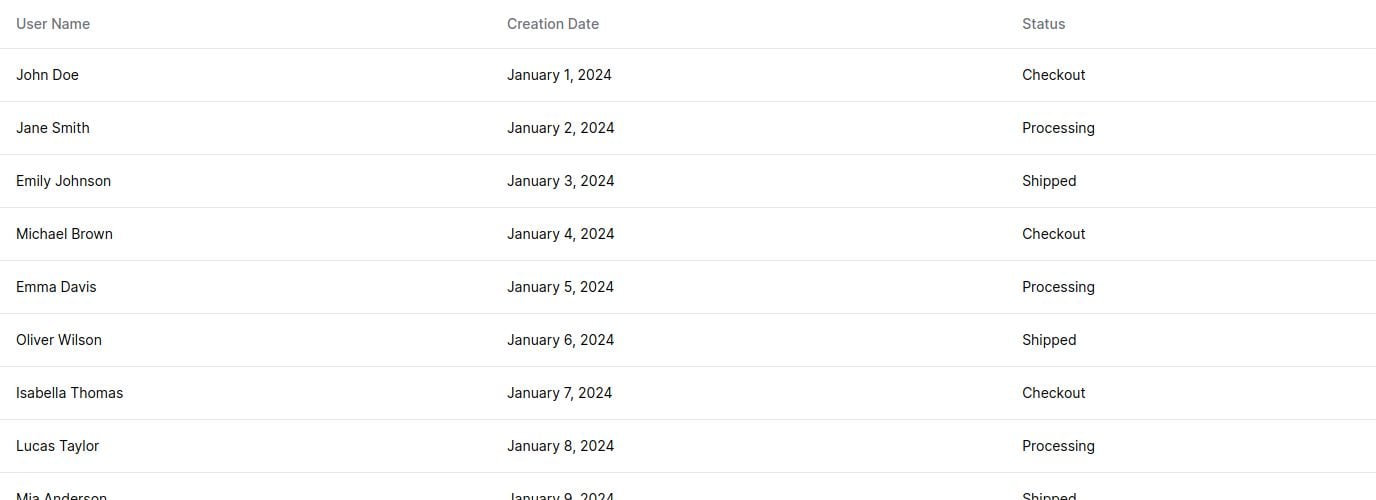 User Name Creation Date Status
John Doe January 1, 2024 Checkout
Jane Smith January 2, 2024 Processing
Emily Johnson January 3, 2024 Shipped
Michael Brown January 4, 2024 Checkout
Emma Davis January 5, 2024 Processing
Oliver Wilson January 6, 2024 Shipped
Isabella Thomas January 7, 2024 Checkout
Lucas Taylor January 8, 2024 Processing
Mia Anderson January 9, 2024 Shipped